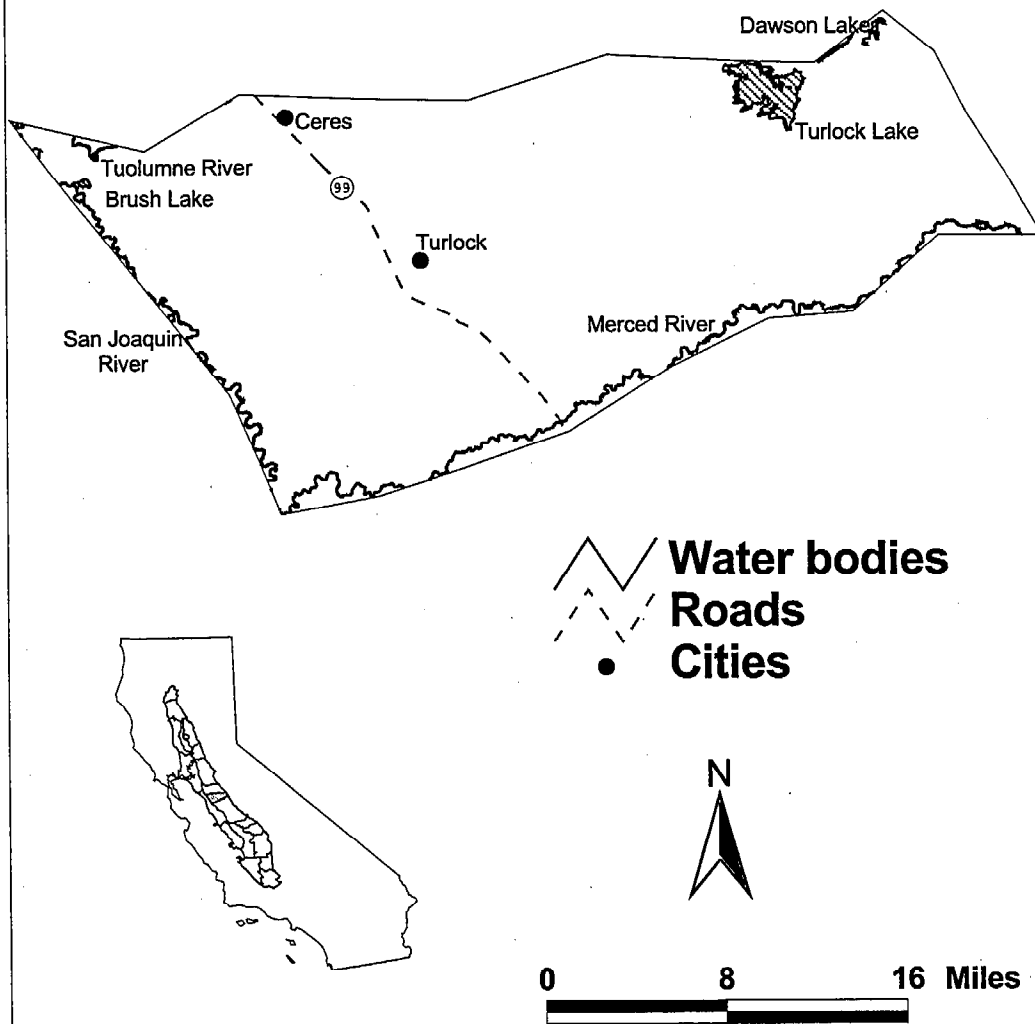 Dawson Lake
Ceres
Turlock Lake
Tuolumne River
99
Brush Lake
Turlock
Merced River
San Joaquin
River
Water bodies
Roads
Cities
N
0 8 16 Miles